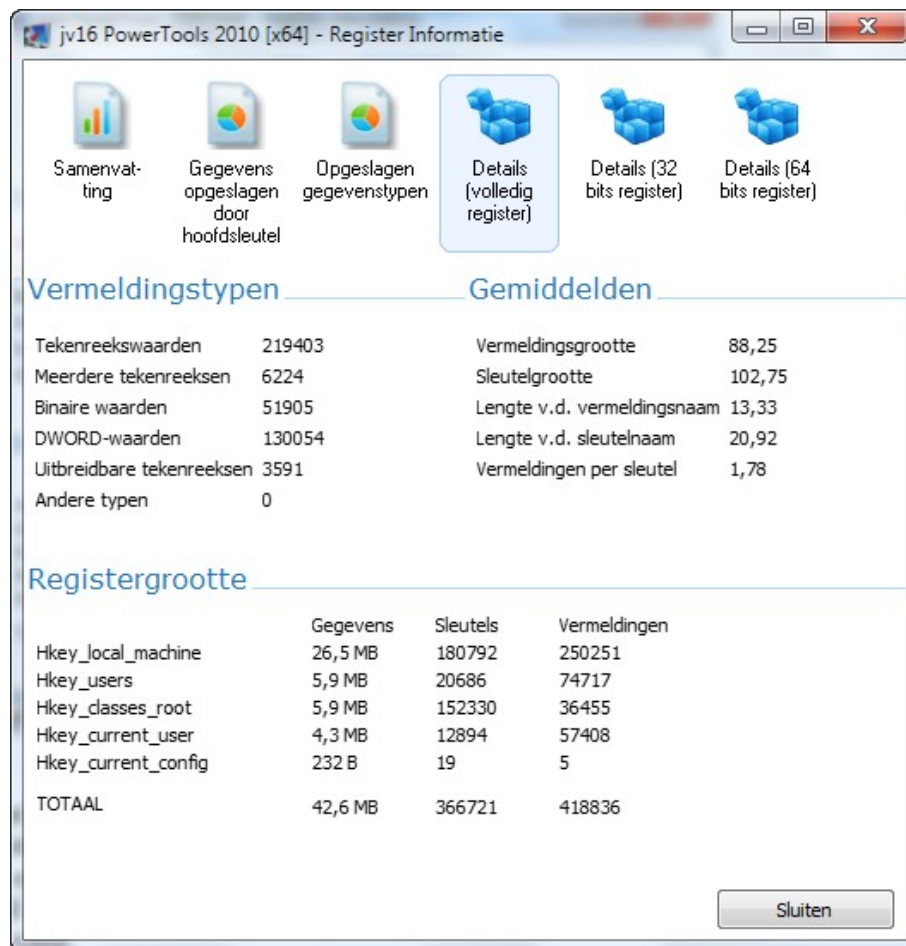 jv16 PowerTools 2010 [x64] - Register Informatie
Samenvat-
ting
Gegevens
opgeslagen
door
hoofdsleutel
Opgeslagen
gegevenstypen
Details
(volledig
register)
Details (32
bits register)
Details (64
bits register)
Vermeldingstypen
Tekenreekswaarden 219403
Meerdere tekenreeksen 6224
Binaire waarden 51905
DWORD-waarden 130054
Uitbreidbare tekenreeksen 3591
Andere typen 0
Gemiddelden
Vermeldingsgrootte 88,25
Sleutelgrootte 102,75
Lengte v.d. vermeldingsnaam 13,33
Lengte v.d. sleutelnaam 20,92
Vermeldingen per sleutel 1,78
Registergrootte
Gegevens Sleutels Vermeldingen
Hkey_local_machine 26,5 MB 180792 250251
Hkey_users 5,9 MB 20686 74717
Hkey_classes_root 5,9 MB 152330 36455
Hkey_current_user 4,3 MB 12894 57408
Hkey_current_config 232 B 19 5
TOTAAL 42,6 MB 366721 418836
Sluiten